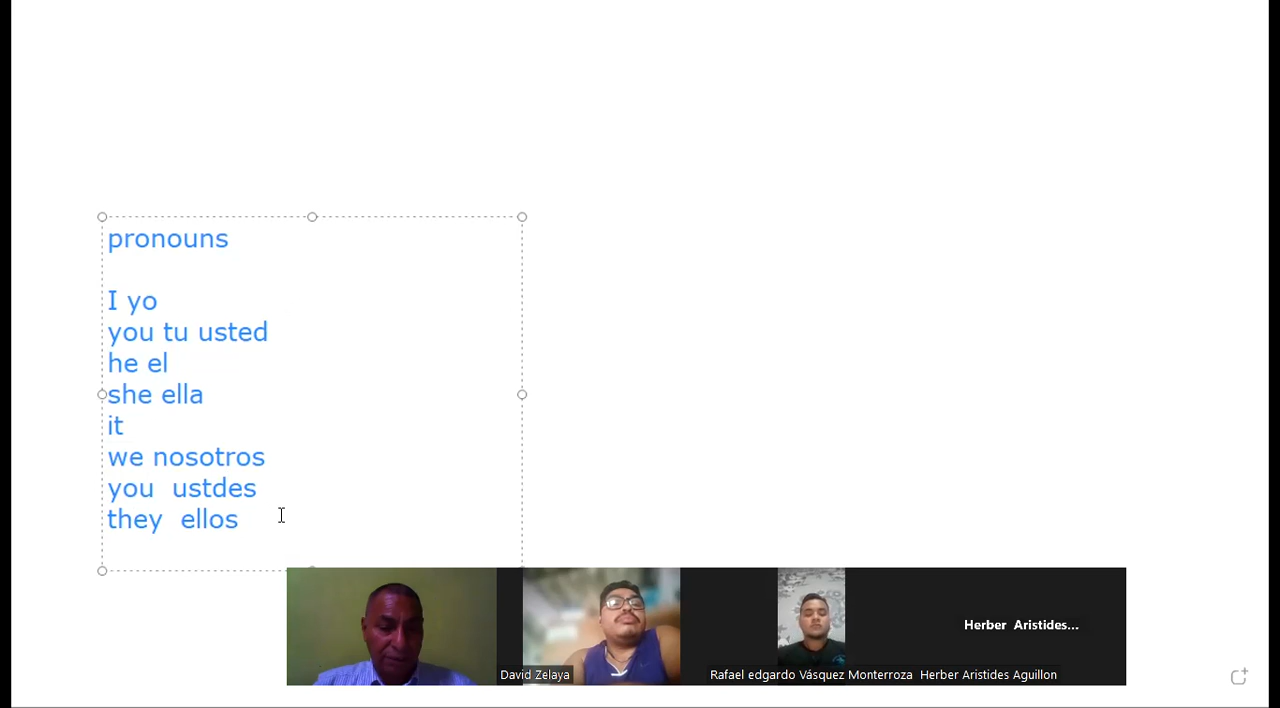 pronouns
I yo
you tu usted
he el
she ella
it
we nosotros
you ustdes
they ellos
Herber Aristides...
David Zelaya
Rafael edgardo Vásquez Monterroza
Herber Aristides Aguillon